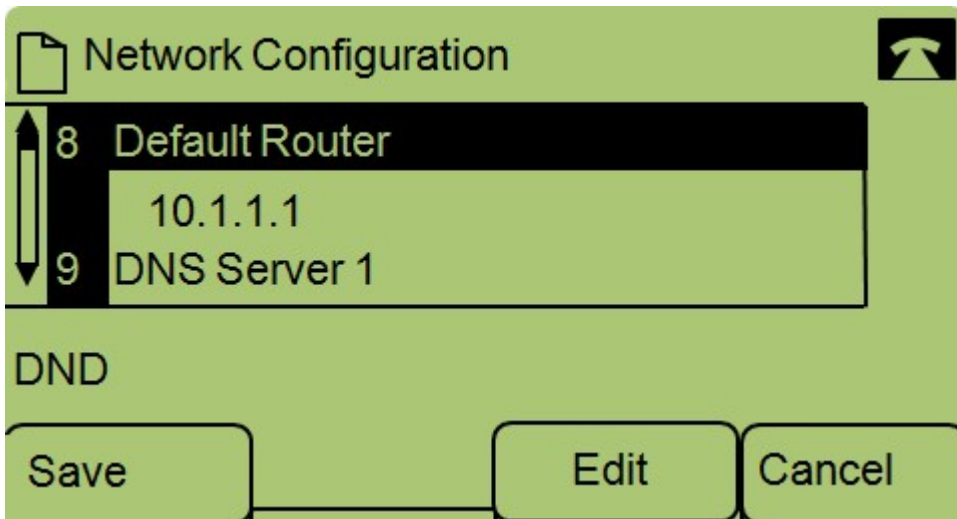 Network Configuration
8 Default Router
10.1.1.1
9 DNS Server 1
DND
Save Edit Cancel